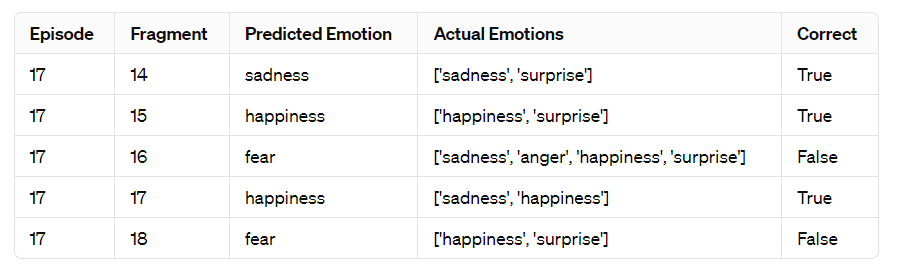 Episode Fragment Predicted Emotion Actual Emotions Correct
17 14 sadness ['sadness', 'surprise'] True
17 15 happiness ['happiness', 'surprise'] True
17 16 fear ['sadness', 'anger', 'happiness', 'surprise'] False
17 17 happiness ['sadness', 'happiness'] True
17 18 fear ['happiness', 'surprise'] False